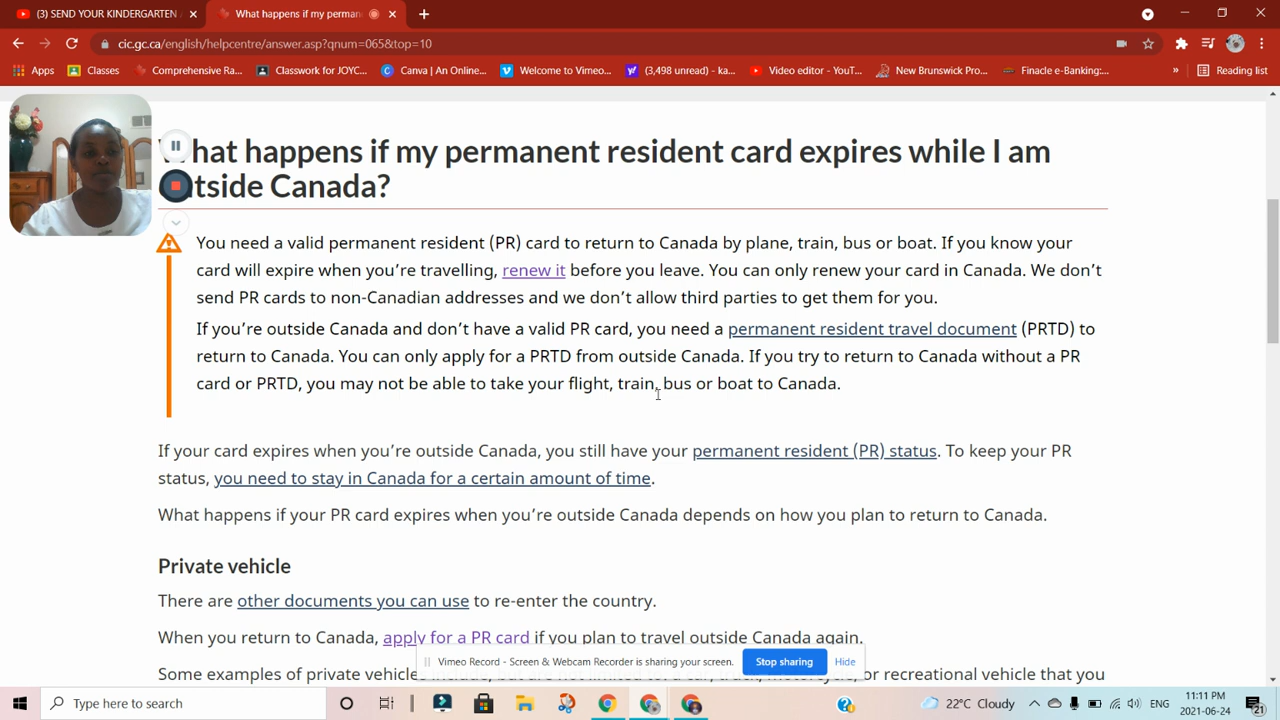 (3) SEND YOUR KINDERGARTEN
What happens if my perman
cic.gc.ca/english/helpcentre/answer.asp?qnum=065&top=10
Apps
Classes
Comprehensive Ra...
Classwork for JOYC...
Canva | An Online...
Welcome to Vimeo...
(3,498 unread) - ka...
Video editor - YouT...
New Brunswick Pro...
Finacle e-Banking:...
»
Reading list
hat happens if my permanent resident card expires while I am
tside Canada?
You need a valid permanent resident (PR) card to return to Canada by plane, train, bus or boat. If you know your
card will expire when you're travelling, renew it before you leave. You can only renew your card in Canada. We don't
send PR cards to non-Canadian addresses and we don't allow third parties to get them for you.
If you're outside Canada and don't have a valid PR card, you need a permanent resident travel document (PRTD) to
return to Canada. You can only apply for a PRTD from outside Canada. If you try to return to Canada without a PR
card or PRTD, you may not be able to take your flight, train, bus or boat to Canada.
If your card expires when you're outside Canada, you still have your permanent resident (PR) status. To keep your PR
status, you need to stay in Canada for a certain amount of time.
What happens if your PR card expires when you're outside Canada depends on how you plan to return to Canada.
Private vehicle
There are other documents you can use to re-enter the country.
When you return to Canada, apply for a PR card if you plan to travel outside Canada again.
Some examples of private vehicles include, but are not limited to: a car, truck, motorcycle, or recreational vehicle that you
Vimeo Record - Screen & Webcam Recorder is sharing your screen.
Stop sharing
Hide
Type here to search
22°C Cloudy
ENG
11:11 PM
2021-06-24
21